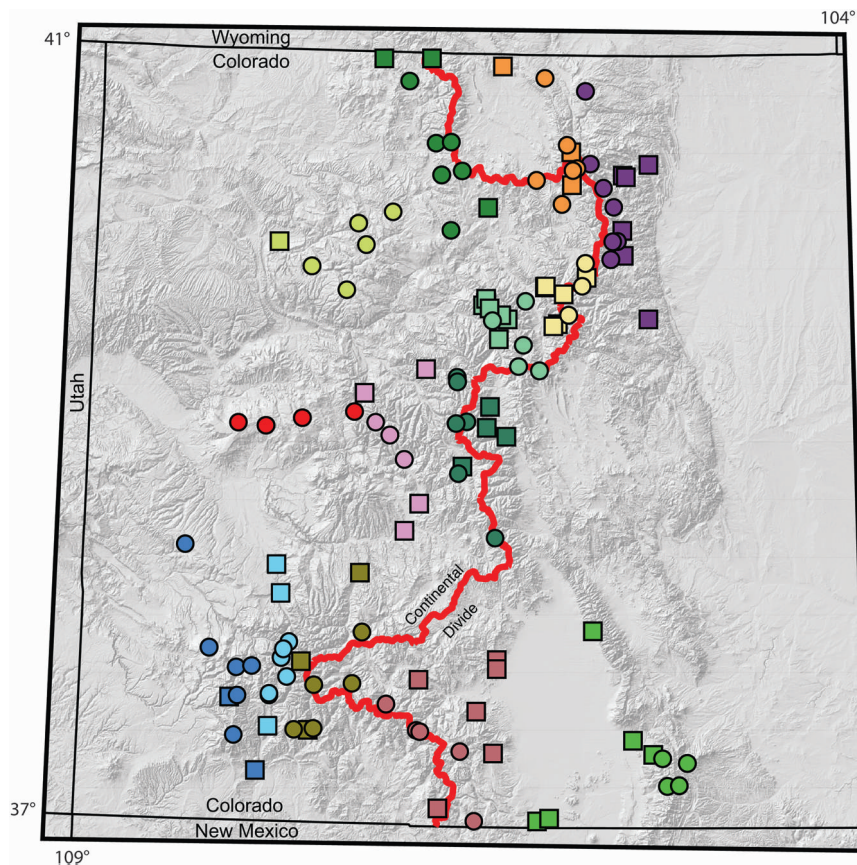 104°
41°
Wyoming
Colorado
Utah
Continental
Divide
37°
Colorado
New Mexico
109°